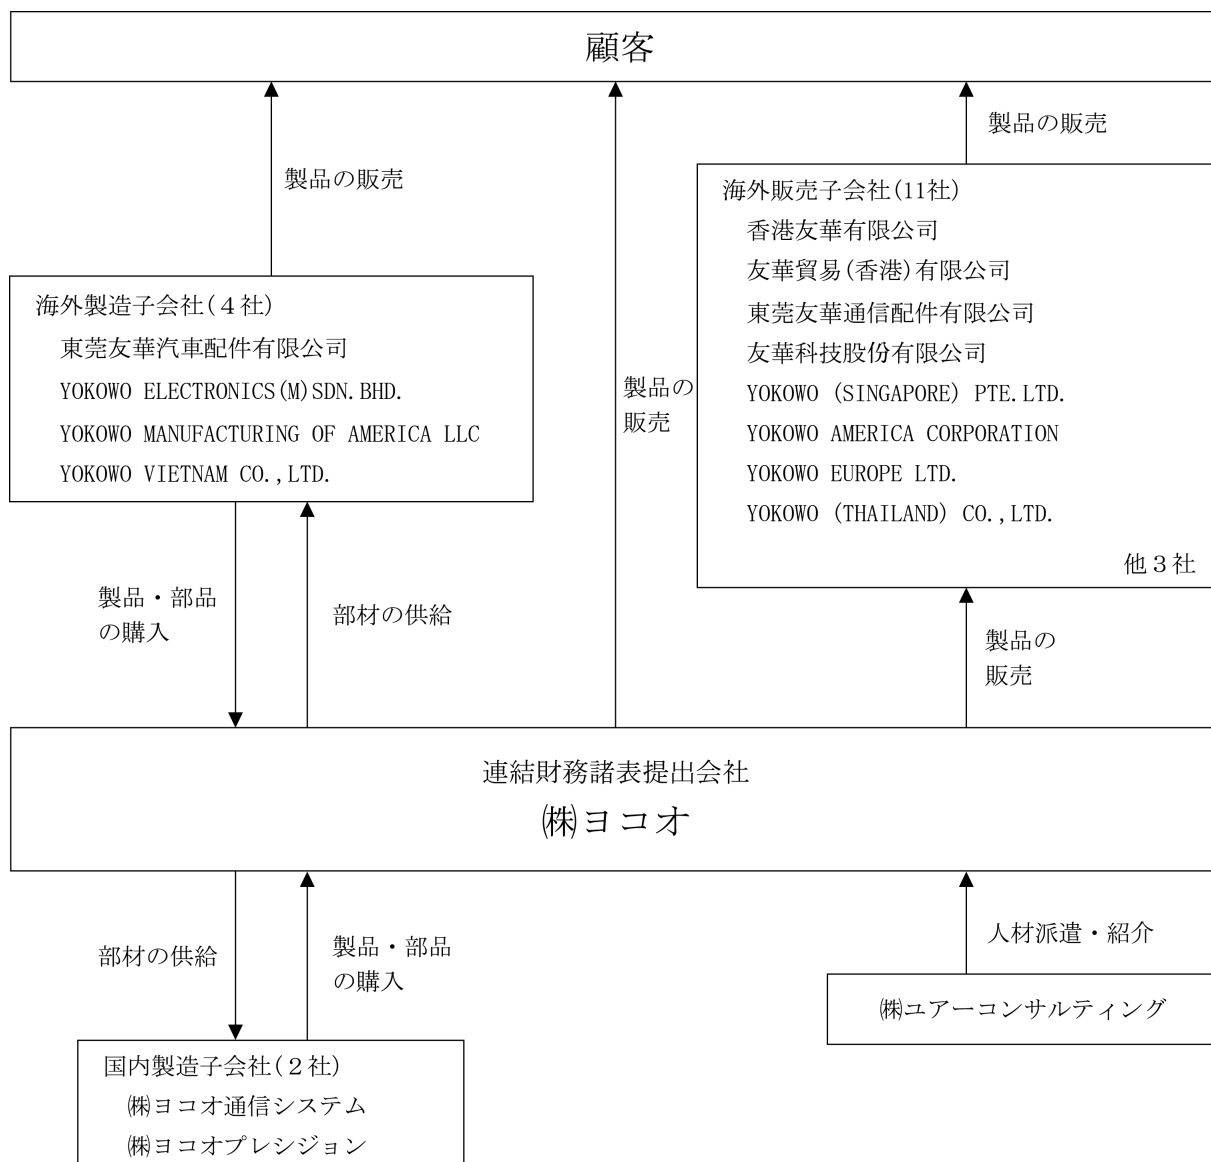 顧客
製品の販売
製品の販売
海外販売子会社(11社)
香港友華有限公司
友華貿易(香港)有限公司
東莞友華通信配件有限公司
友華科技股份有限公司
YOKOWO (SINGAPORE) PTE.LTD.
YOKOWO AMERICA CORPORATION
YOKOWO EUROPE LTD.
YOKOWO (THAILAND) CO.,LTD.
他3社
海外製造子会社(4社)
東莞友華汽車配件有限公司
YOKOWO ELECTRONICS(M)SDN.BHD.
YOKOWO MANUFACTURING OF AMERICA LLC
YOKOWO VIETNAM CO.,LTD.
製品の
販売
製品・部品
の購入
部材の供給
製品の
販売
連結財務諸表提出会社
㈱ヨコオ
部材の供給
製品・部品
の購入
人材派遣・紹介
㈱ユアーコンサルティング
国内製造子会社(2社)
㈱ヨコオ通信システム
㈱ヨコオプレシジョン